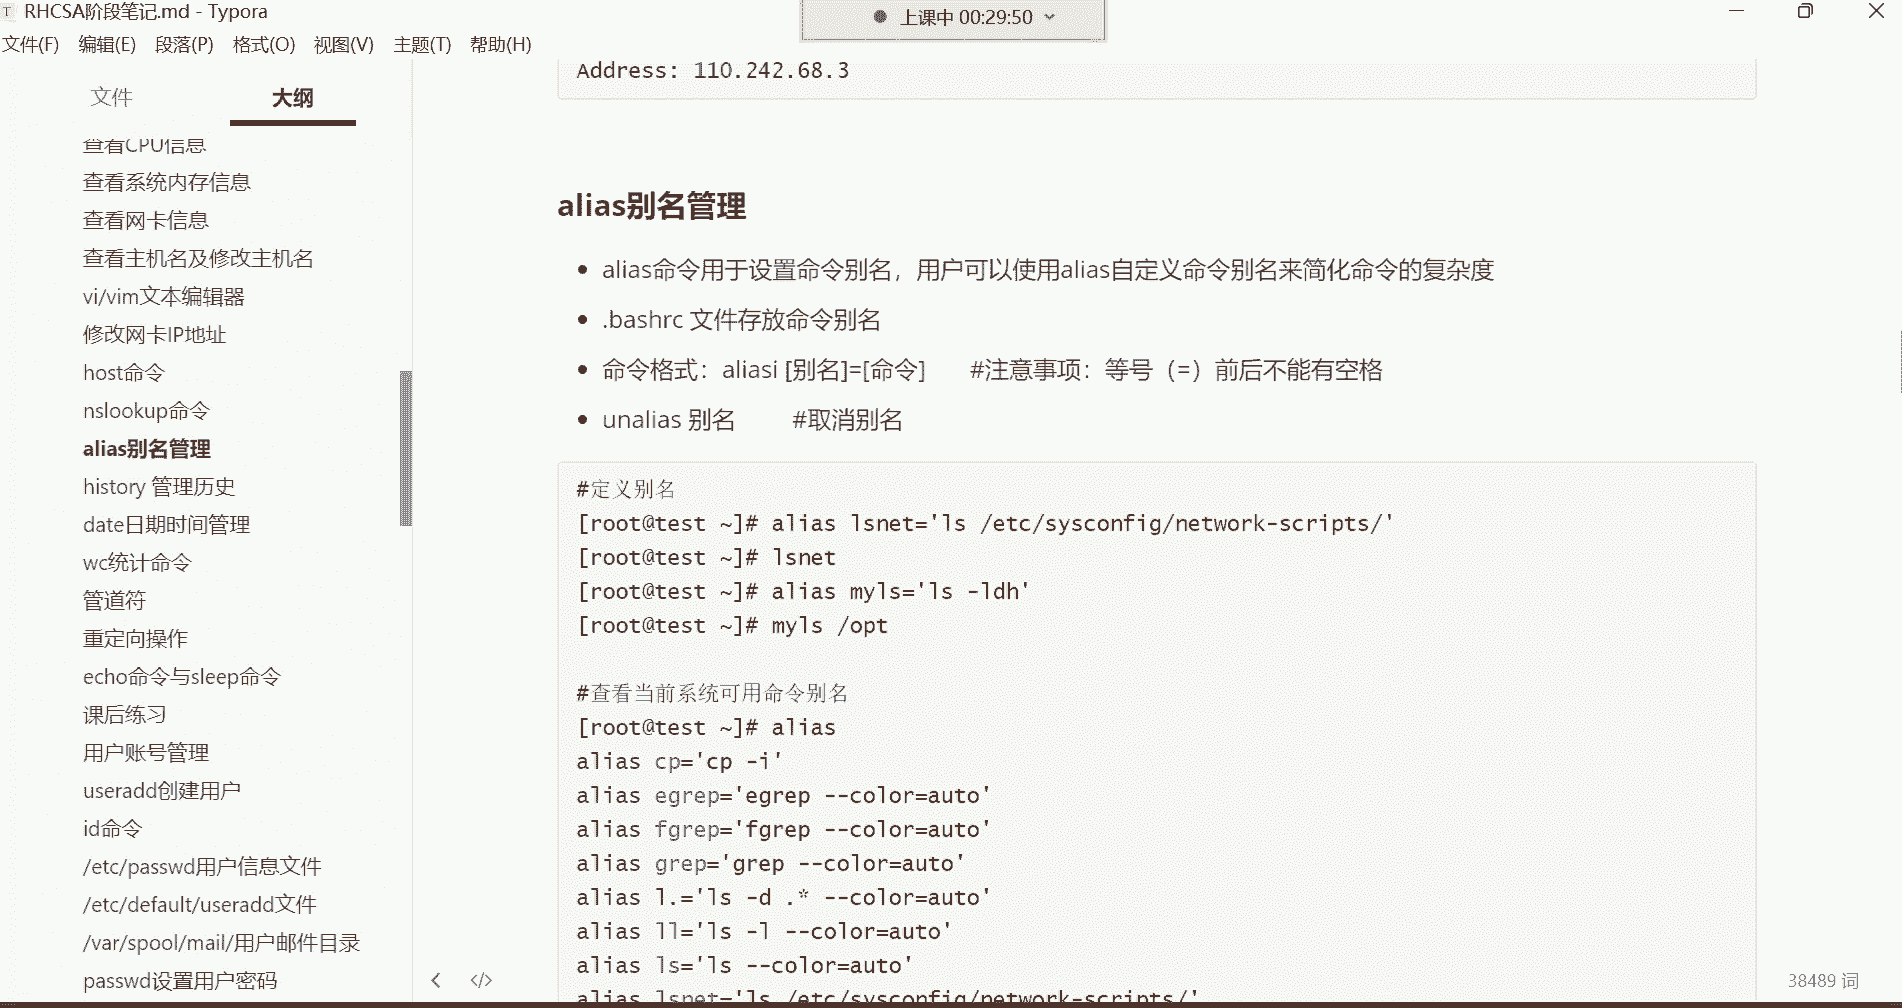 RHCSA阶段笔记.md - Typora
上课中 00:29:50
文件(F) 编辑(E) 段落(P) 格式(O) 视图(V) 主题(T) 帮助(H)
文件 大纲
查看CPU信息
查看系统内存信息
查看网卡信息
查看主机名及修改主机名
vi/vim文本编辑器
修改网卡IP地址
host命令
nslookup命令
alias别名管理
history 管理历史
date日期时间管理
wc统计命令
管道符
重定向操作
echo命令与sleep命令
课后练习
用户账号管理
useradd创建用户
id命令
/etc/passwd用户信息文件
/etc/default/useradd文件
/var/spool/mail/用户邮件目录
passwd设置用户密码
Address: 110.242.68.3
alias别名管理
• alias命令用于设置命令别名，用户可以使用alias自定义命令别名来简化命令的复杂度
• .bashrc 文件存放命令别名
• 命令格式：aliasi [别名]=[命令] #注意事项：等号（=）前后不能有空格
• unalias 别名 #取消别名
#定义别名
[root@test ~]# alias lsnet='ls /etc/sysconfig/network-scripts/'
[root@test ~]# lsnet
[root@test ~]# alias myls='ls -ldh'
[root@test ~]# myls /opt
#查看当前系统可用命令别名
[root@test ~]# alias
alias cp='cp -i'
alias egrep='egrep --color=auto'
alias fgrep='fgrep --color=auto'
alias grep='grep --color=auto'
alias l.='ls -d .* --color=auto'
alias ll='ls -l --color=auto'
alias ls='ls --color=auto'
alias lsnet='ls /etc/sysconfig/network-scripts/'
38489 词